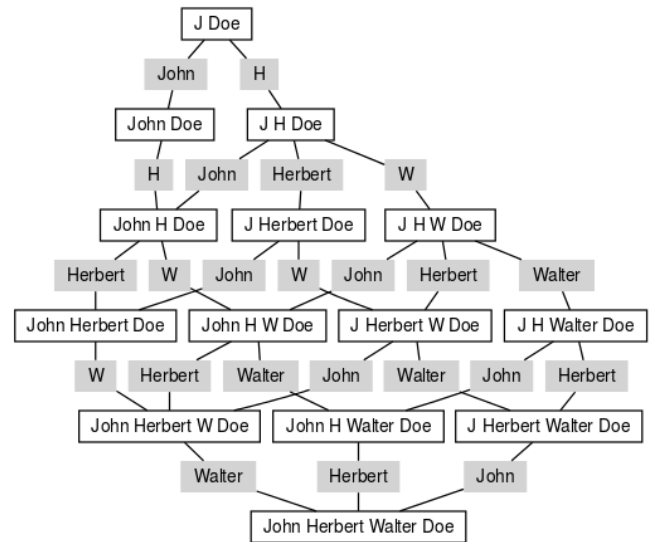 J Doe
John H
John Doe J H Doe
H John Herbert W
John H Doe J Herbert Doe J H W Doe
Herbert W John W John Herbert Walter
John Herbert Doe John H W Doe J Herbert W Doe J H Walter Doe
W Herbert Walter John Walter John Herbert
John Herbert W Doe John H Walter Doe J Herbert Walter Doe
Walter Herbert John
John Herbert Walter Doe